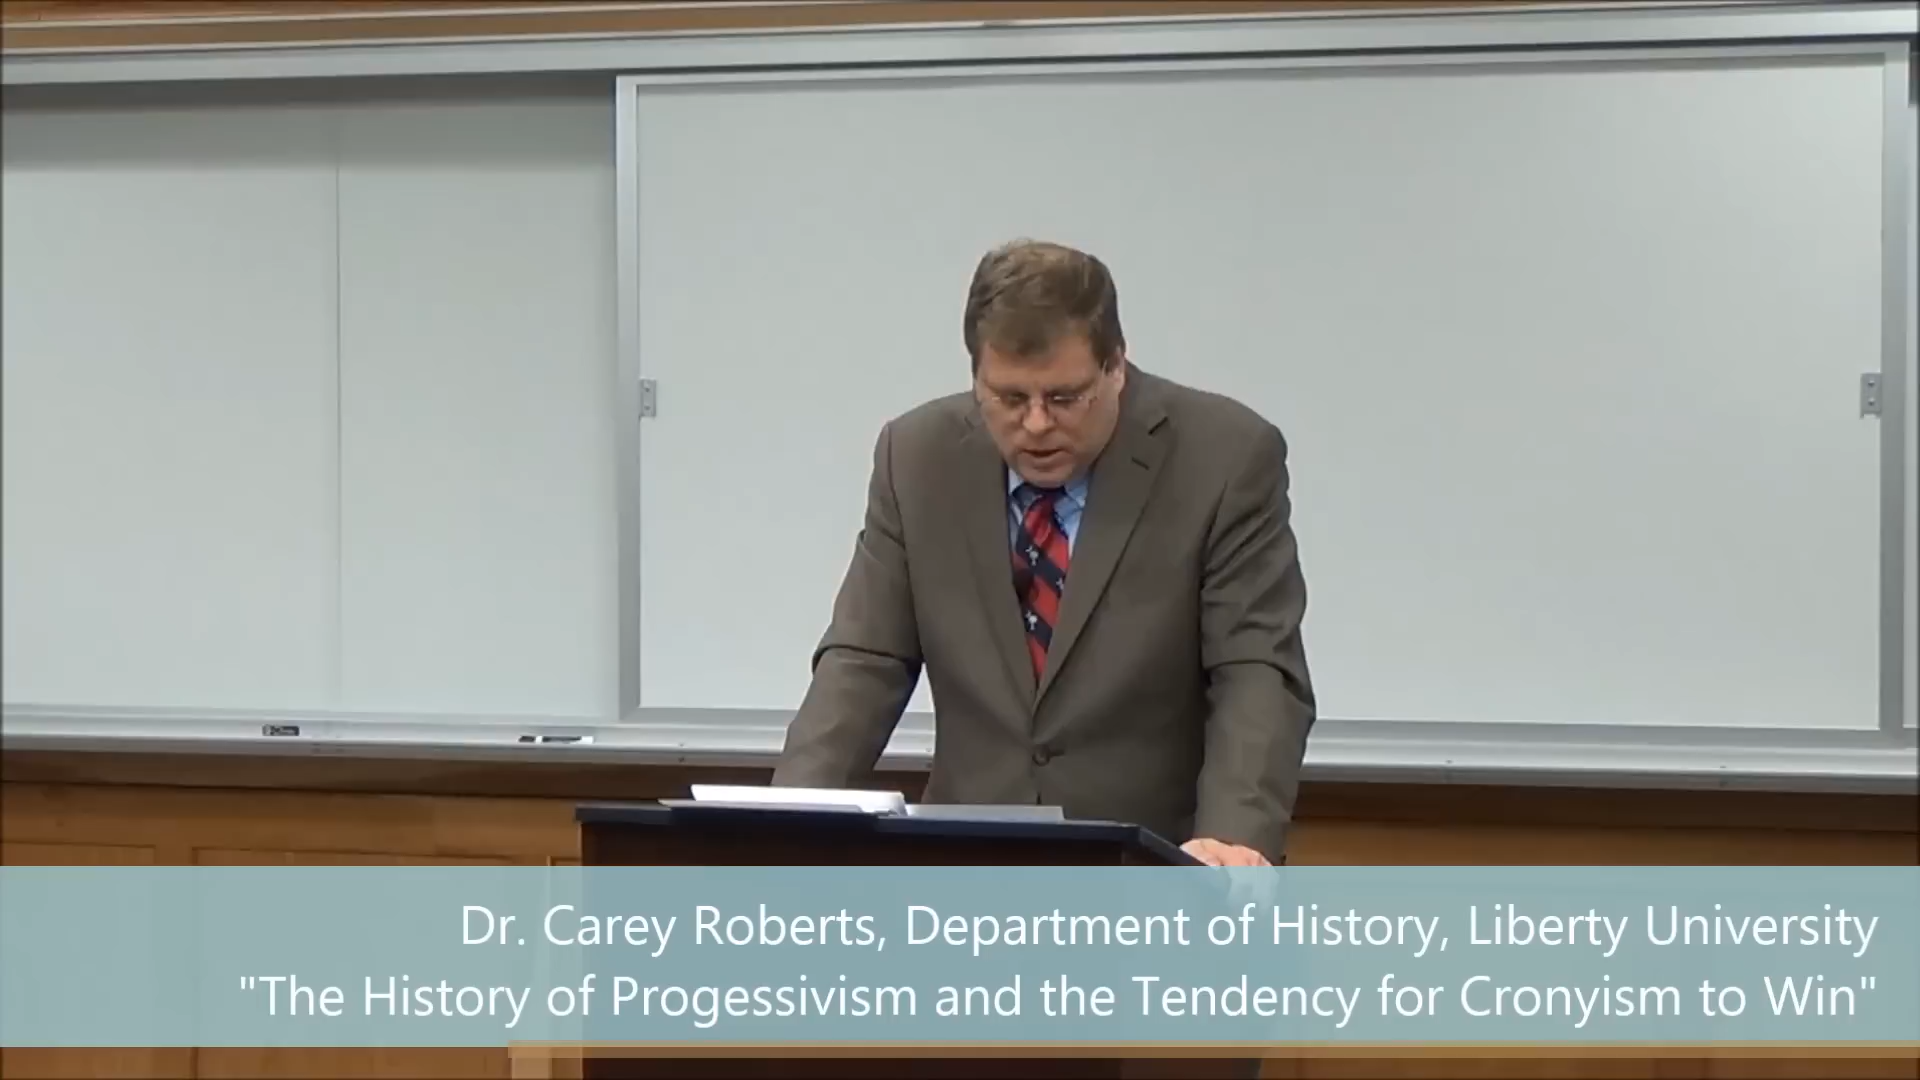 Dr. Carey Roberts, Department of History, Liberty University
"The History of Progessivism and the Tendency for Cronyism to Win"